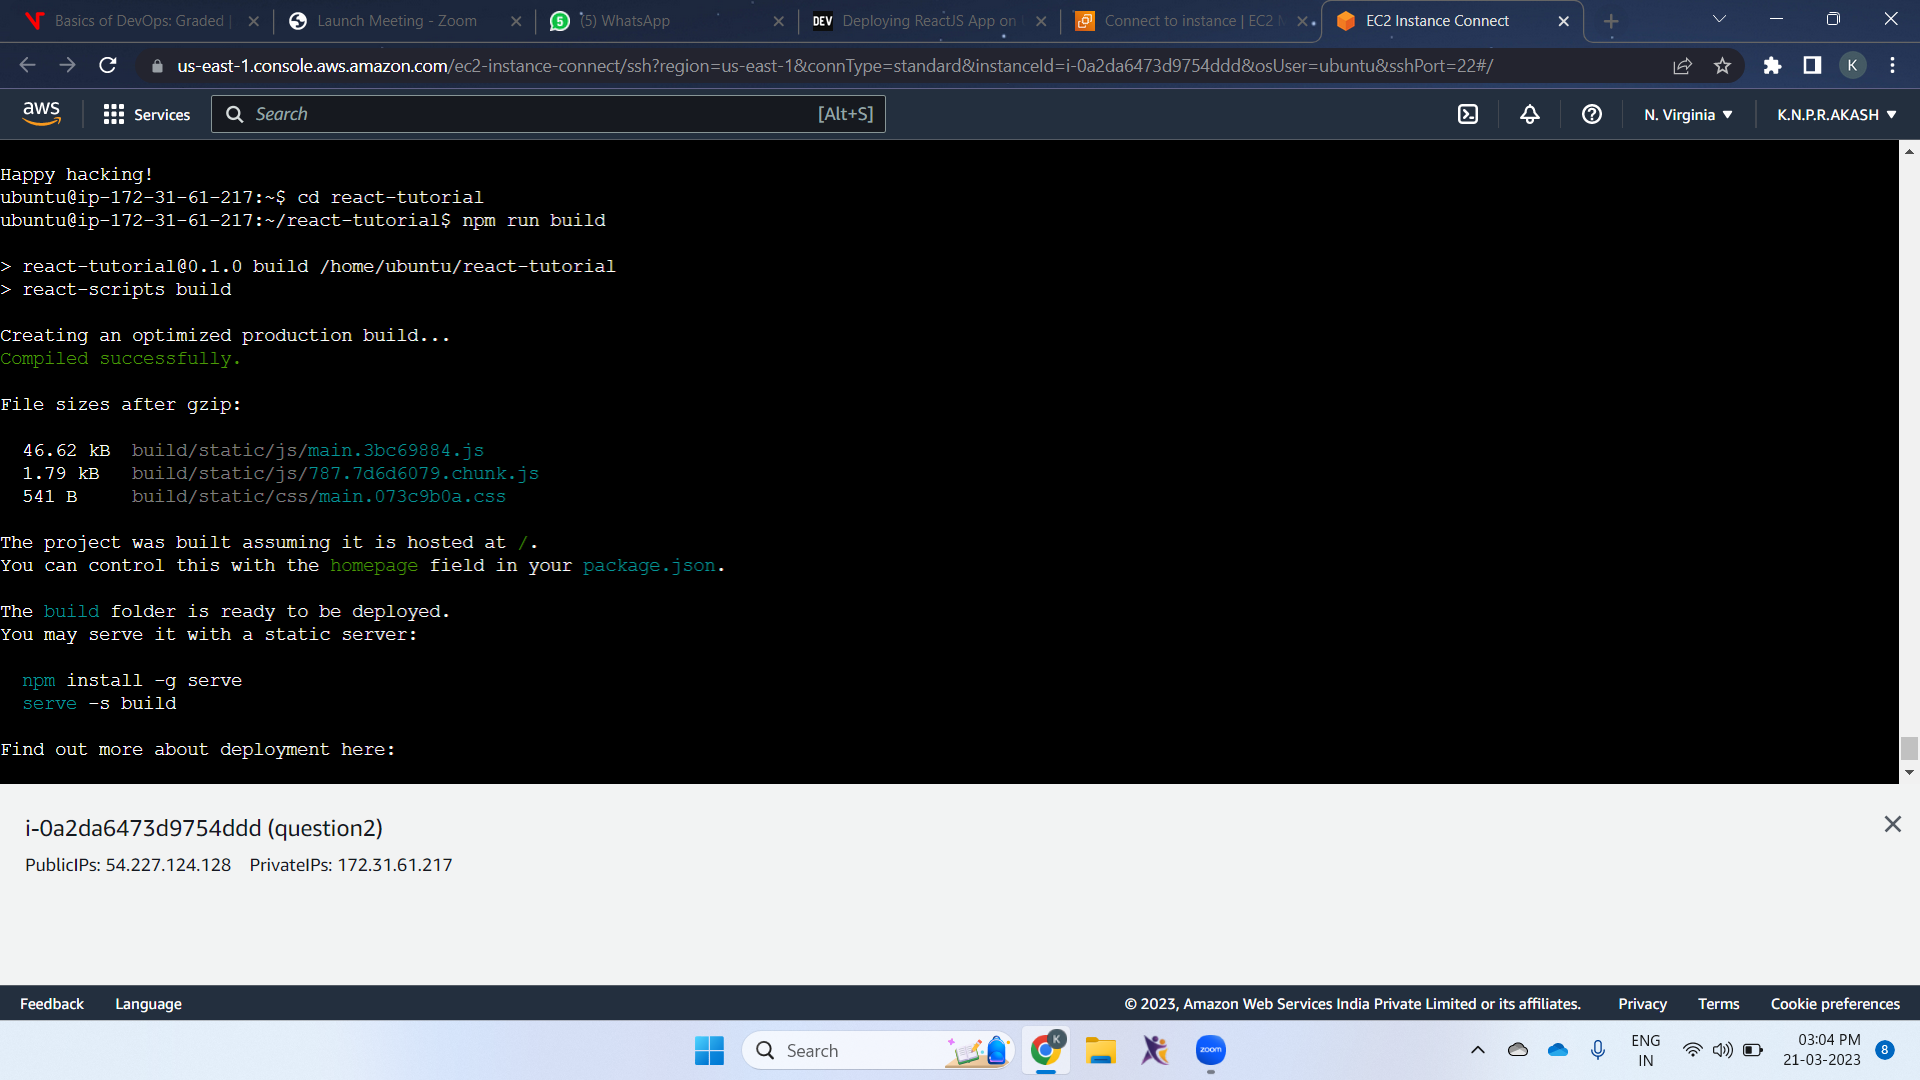 Basics of DevOps: Graded
Launch Meeting - Zoom
(5) WhatsApp
DEV Deploying ReactJS App on
Connect to instance | EC2 M
EC2 Instance Connect
us-east-1.console.aws.amazon.com/ec2-instance-connect/ssh?region=us-east-1&connType=standard&instanceId=i-0a2da6473d9754ddd&osUser=ubuntu&sshPort=22#/
K
aws
Services
Search
[Alt+S]
N. Virginia
K.N.P.R.AKASH
Happy hacking!
ubuntu@ip-172-31-61-217:~$ cd react-tutorial
ubuntu@ip-172-31-61-217:~/react-tutorial$ npm run build
> react-tutorial@0.1.0 build /home/ubuntu/react-tutorial
> react-scripts build
Creating an optimized production build...
Compiled successfully.
File sizes after gzip:
46.62 kB build/static/js/main.3bc69884.js
1.79 kB build/static/js/787.7d6d6079.chunk.js
541 B build/static/css/main.073c9b0a.css
The project was built assuming it is hosted at /.
You can control this with the homepage field in your package.json.
The build folder is ready to be deployed.
You may serve it with a static server:
npm install -g serve
serve -s build
Find out more about deployment here:
i-0a2da6473d9754ddd (question2)
PublicIPs: 54.227.124.128 PrivateIPs: 172.31.61.217
Feedback
Language
© 2023, Amazon Web Services India Private Limited or its affiliates.
Privacy
Terms
Cookie preferences
Search
K
zoom
ENG
IN
03:04 PM
21-03-2023
8